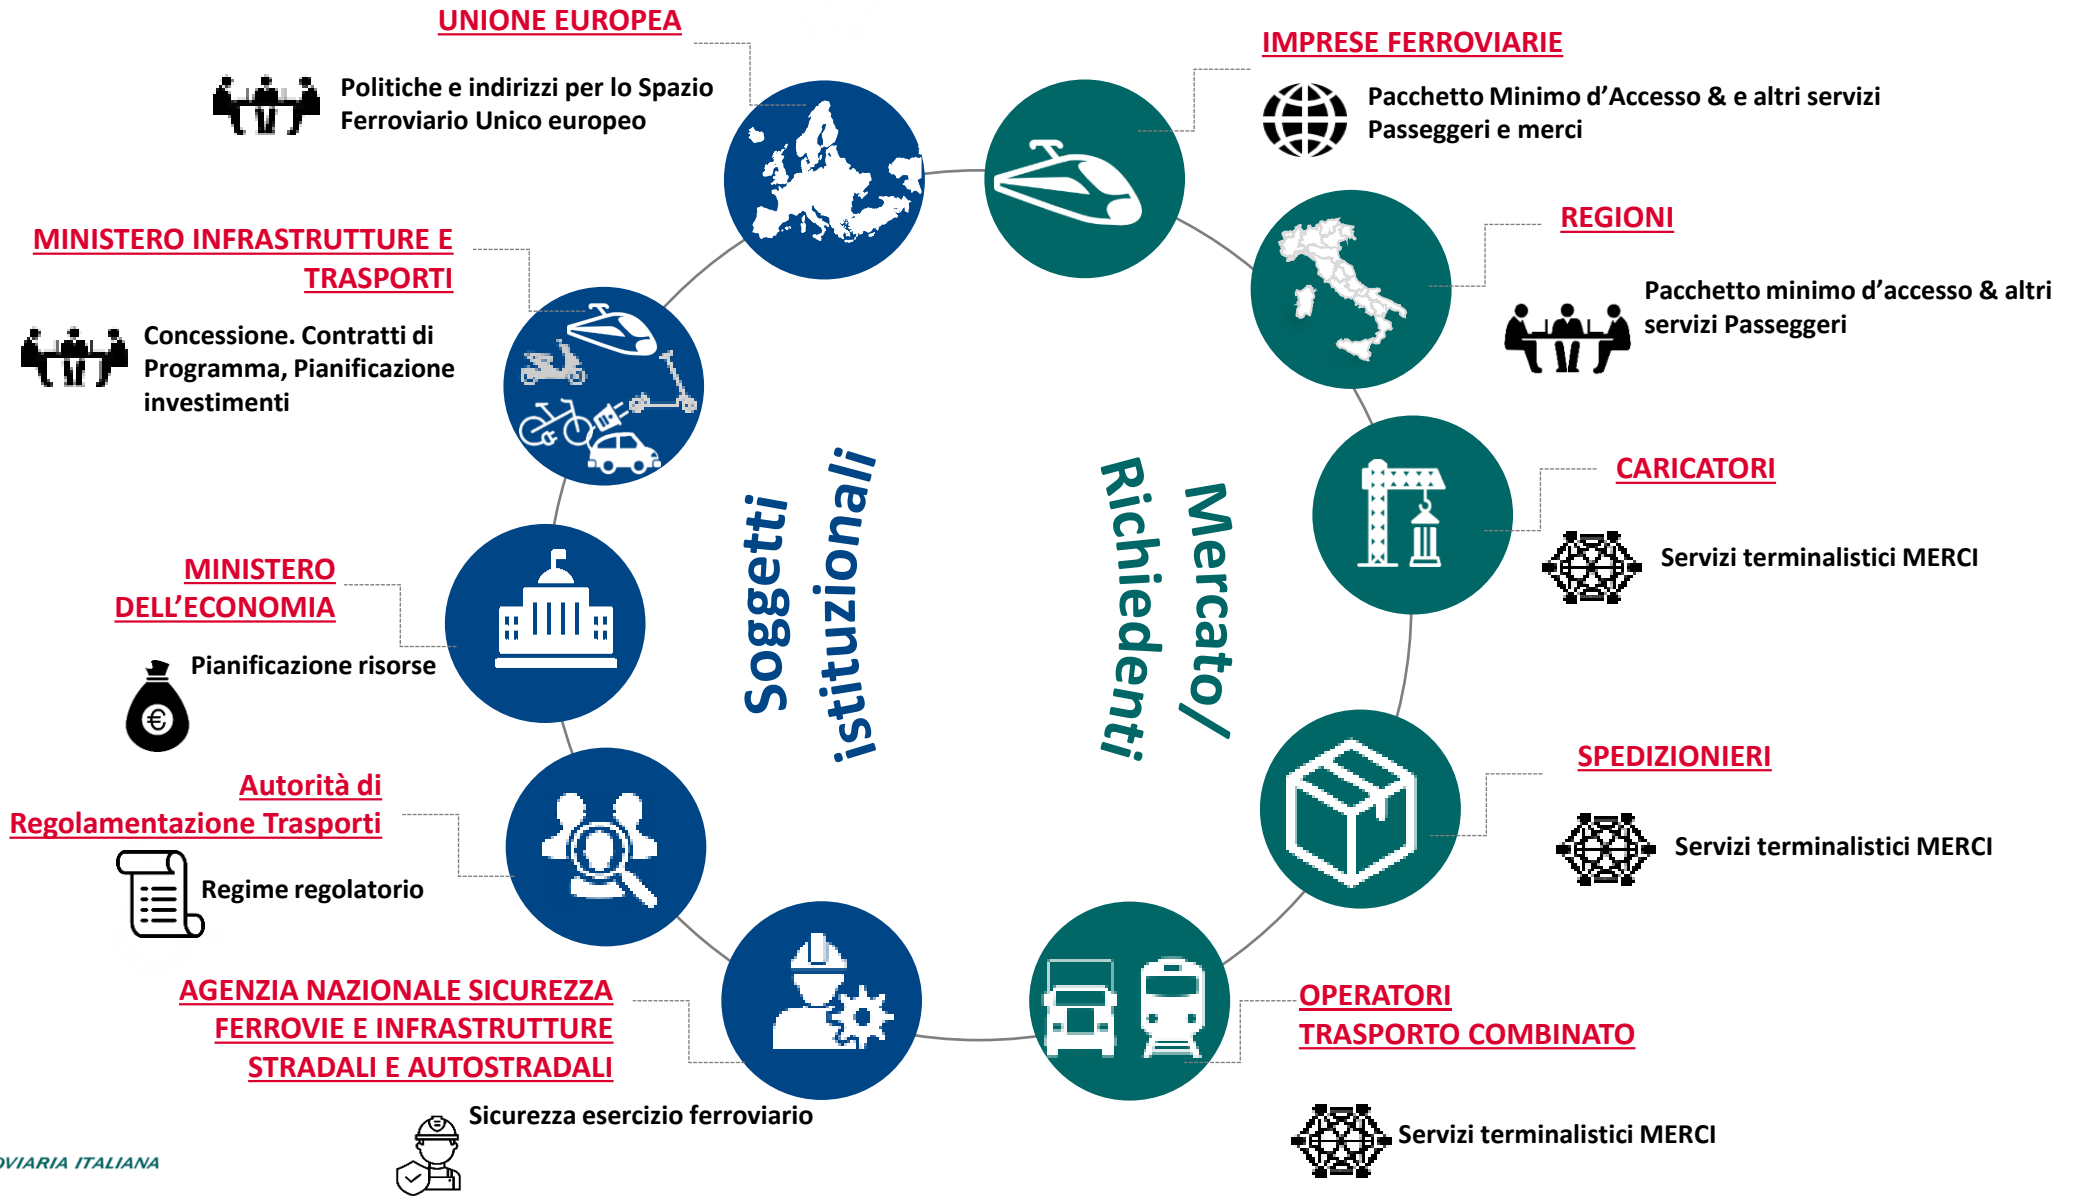 UNIONE EUROPEA
Politiche e indirizzi per lo Spazio
Ferroviario Unico europeo
MINISTERO INFRASTRUTTURE E
TRASPORTI
Concessione. Contratti di
Programma, Pianificazione
investimenti
MINISTERO
DELL’ECONOMIA
Pianificazione risorse
€
Autorità di
Regolamentazione Trasporti
Regime regolatorio
AGENZIA NAZIONALE SICUREZZA
FERROVIE E INFRASTRUTTURE
STRADALI E AUTOSTRADALI
Sicurezza esercizio ferroviario
Soggetti
istituzionali
Mercato/
Richiedenti
IMPRESE FERROVIARIE
Pacchetto Minimo d’Accesso & e altri servizi
Passeggeri e merci
REGIONI
Pacchetto minimo d’accesso & altri
servizi Passeggeri
CARICATORI
Servizi terminalistici MERCI
SPEDIZIONIERI
Servizi terminalistici MERCI
OPERATORI
TRASPORTO COMBINATO
Servizi terminalistici MERCI
OVIARIA ITALIANA